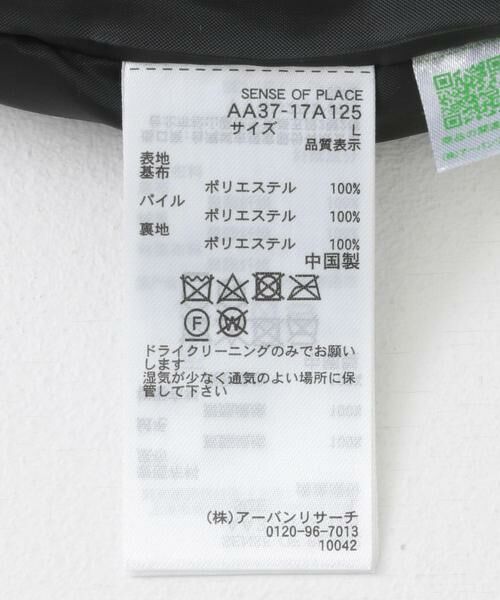 SENSE OF PLACE
AA37-17A125
サイズ L
品質表示
表地
基布
ポリエステル 100%
パイル
ポリエステル 100%
裏地
ポリエステル 100%
中国製
F
W
ドライクリーニングのみでお願い
します
湿気が少なく通気のよい場所に保
管して下さい
(株)アーバンリサーチ
0120-96-7013
10042